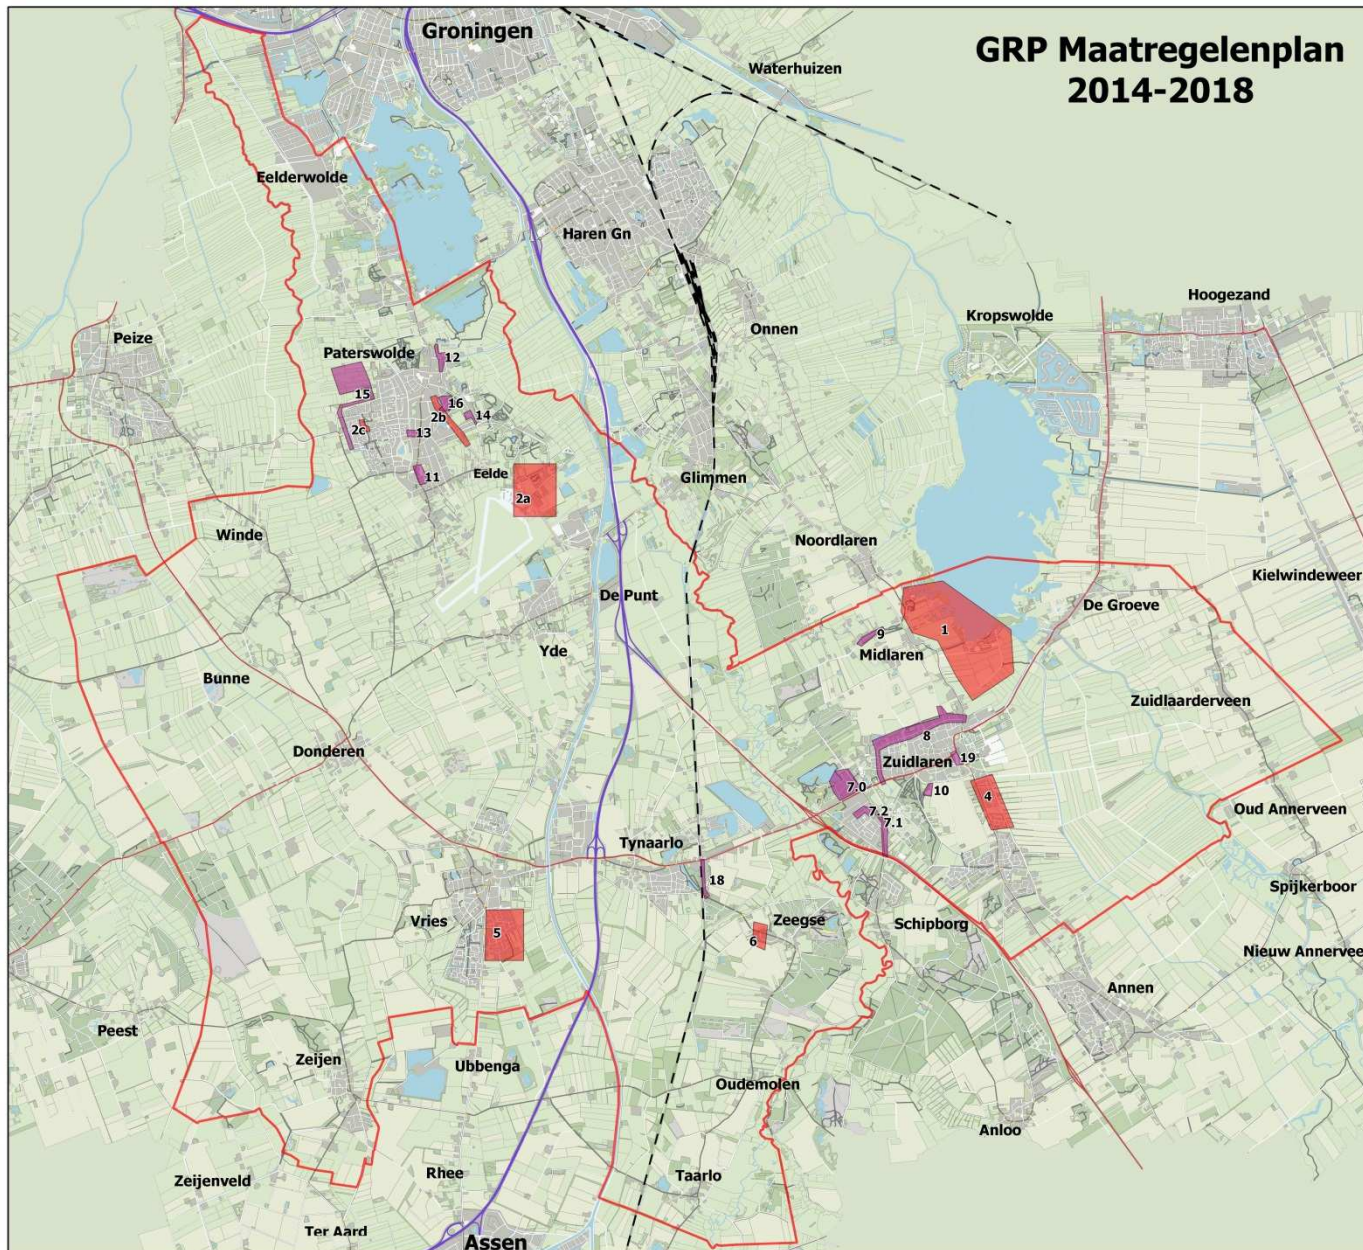 Groningen
GRP Maatregelenplan
2014-2018
Waterhuizen
Eelderwolde
Haren Gn
Hoogezand
Kropswolde
Onnen
Peize
Paterswolde
12
15
16
2b
14
2c
13
11
Eelde
2a
Glimmen
Winde
Noordlaren
Kielwindeweer
De Punt
De Groeve
1
9
Midlaren
Yde
Bunne
Zuidlaarderveen
Donderen
8
Zuidlaren
19
7.0
10
4
7.2
7.1
Oud Annerveen
Tynaarlo
18
Spijkerboor
Vries
5
Zeegse
6
Schipborg
Nieuw Annervee
Annen
Peest
Zeijen
Ubbenga
Oudemolen
Anloo
Zeijenveld
Rhee
Taarlo
Ter Aard
Assen